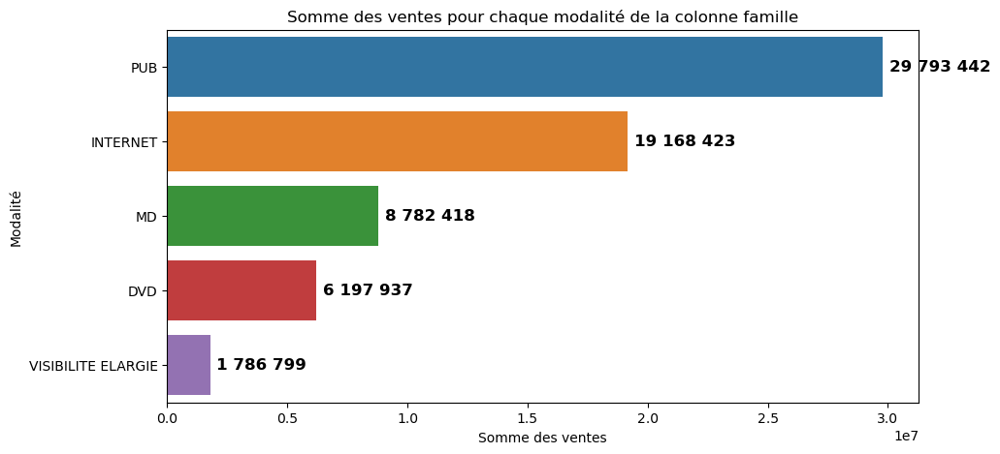 Somme des ventes pour chaque modalité de la colonne famille
PUB
29 793 442
INTERNET
19 168 423
MD
8 782 418
DVD
6 197 937
VISIBILITE ELARGIE
1 786 799
Modalité
0.0 0.5 1.0 1.5 2.0 2.5 3.0
1e7
Somme des ventes